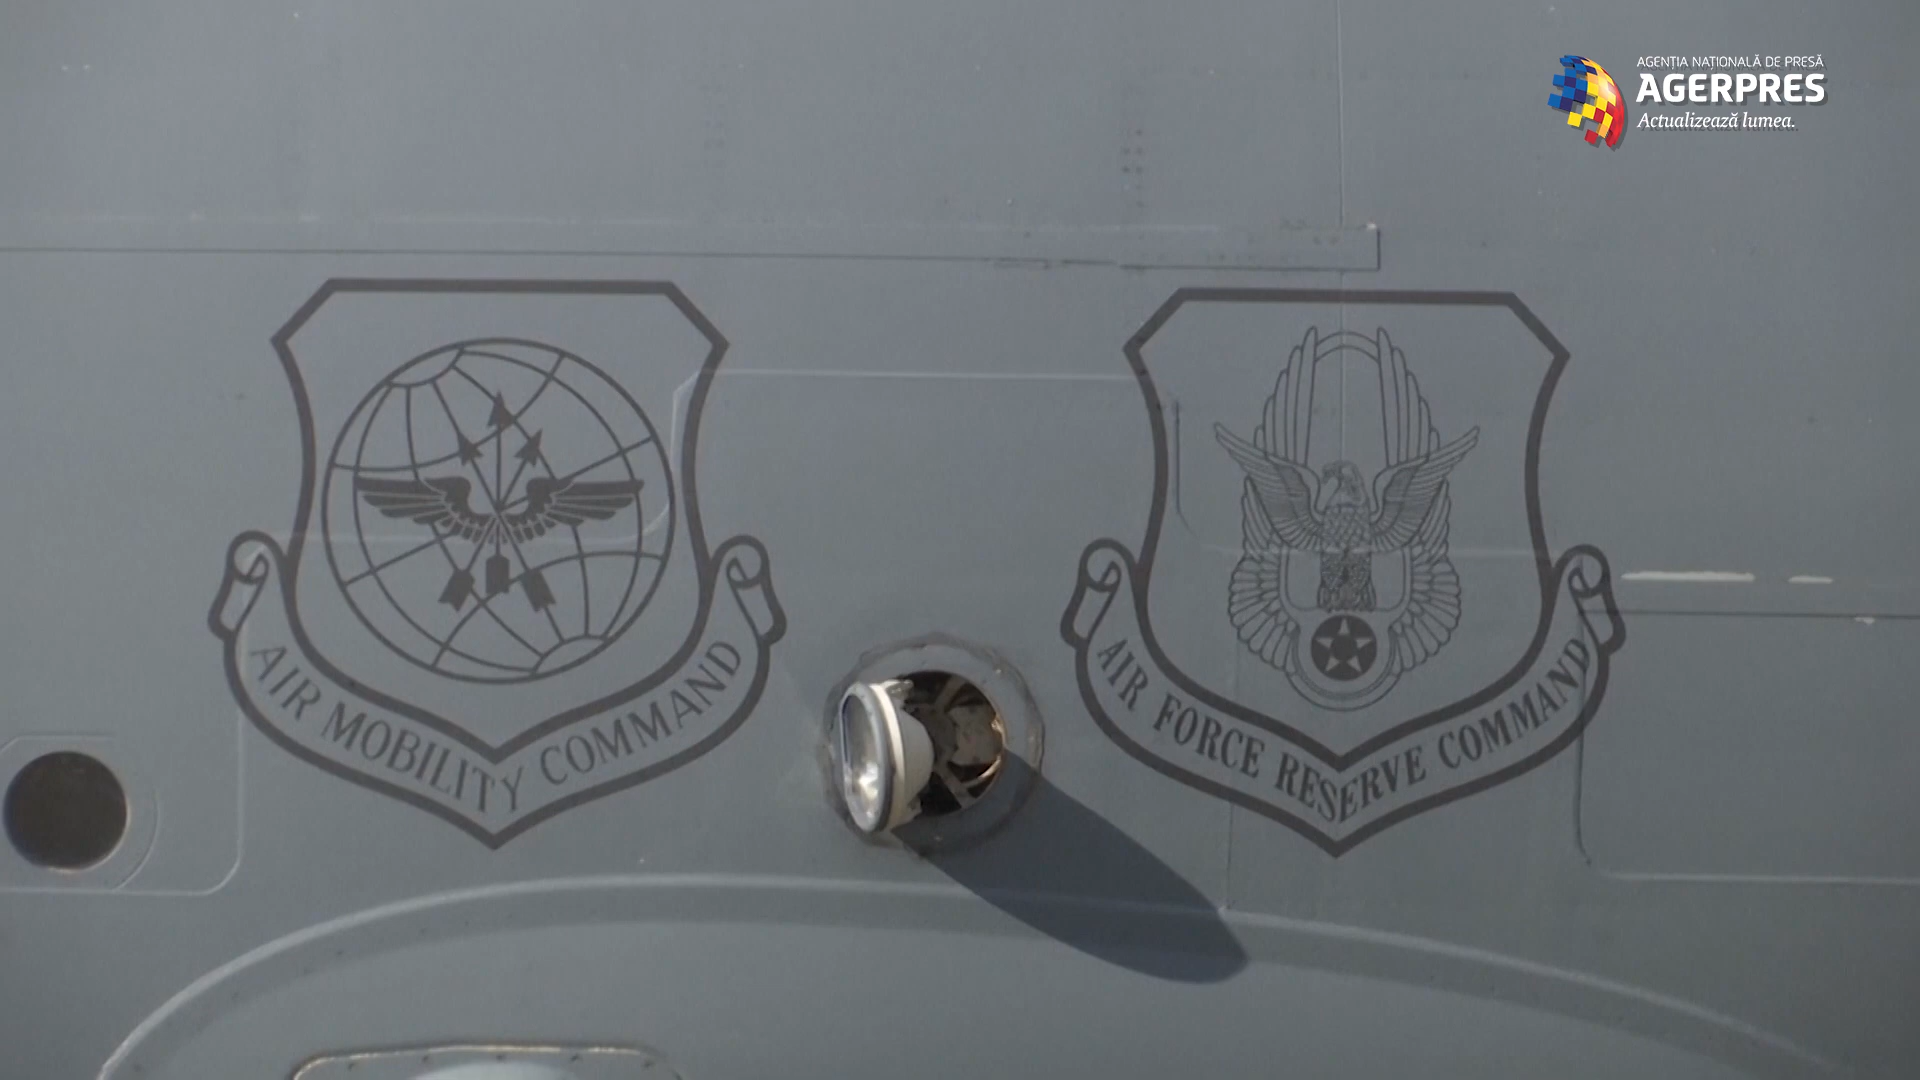 AGENȚIA NAȚIONALĂ DE PRESĂ
AGERPRES
Actualizează lumea.
AIR MOBILITY COMMAND
AIR FORCE RESERVE COMMAND